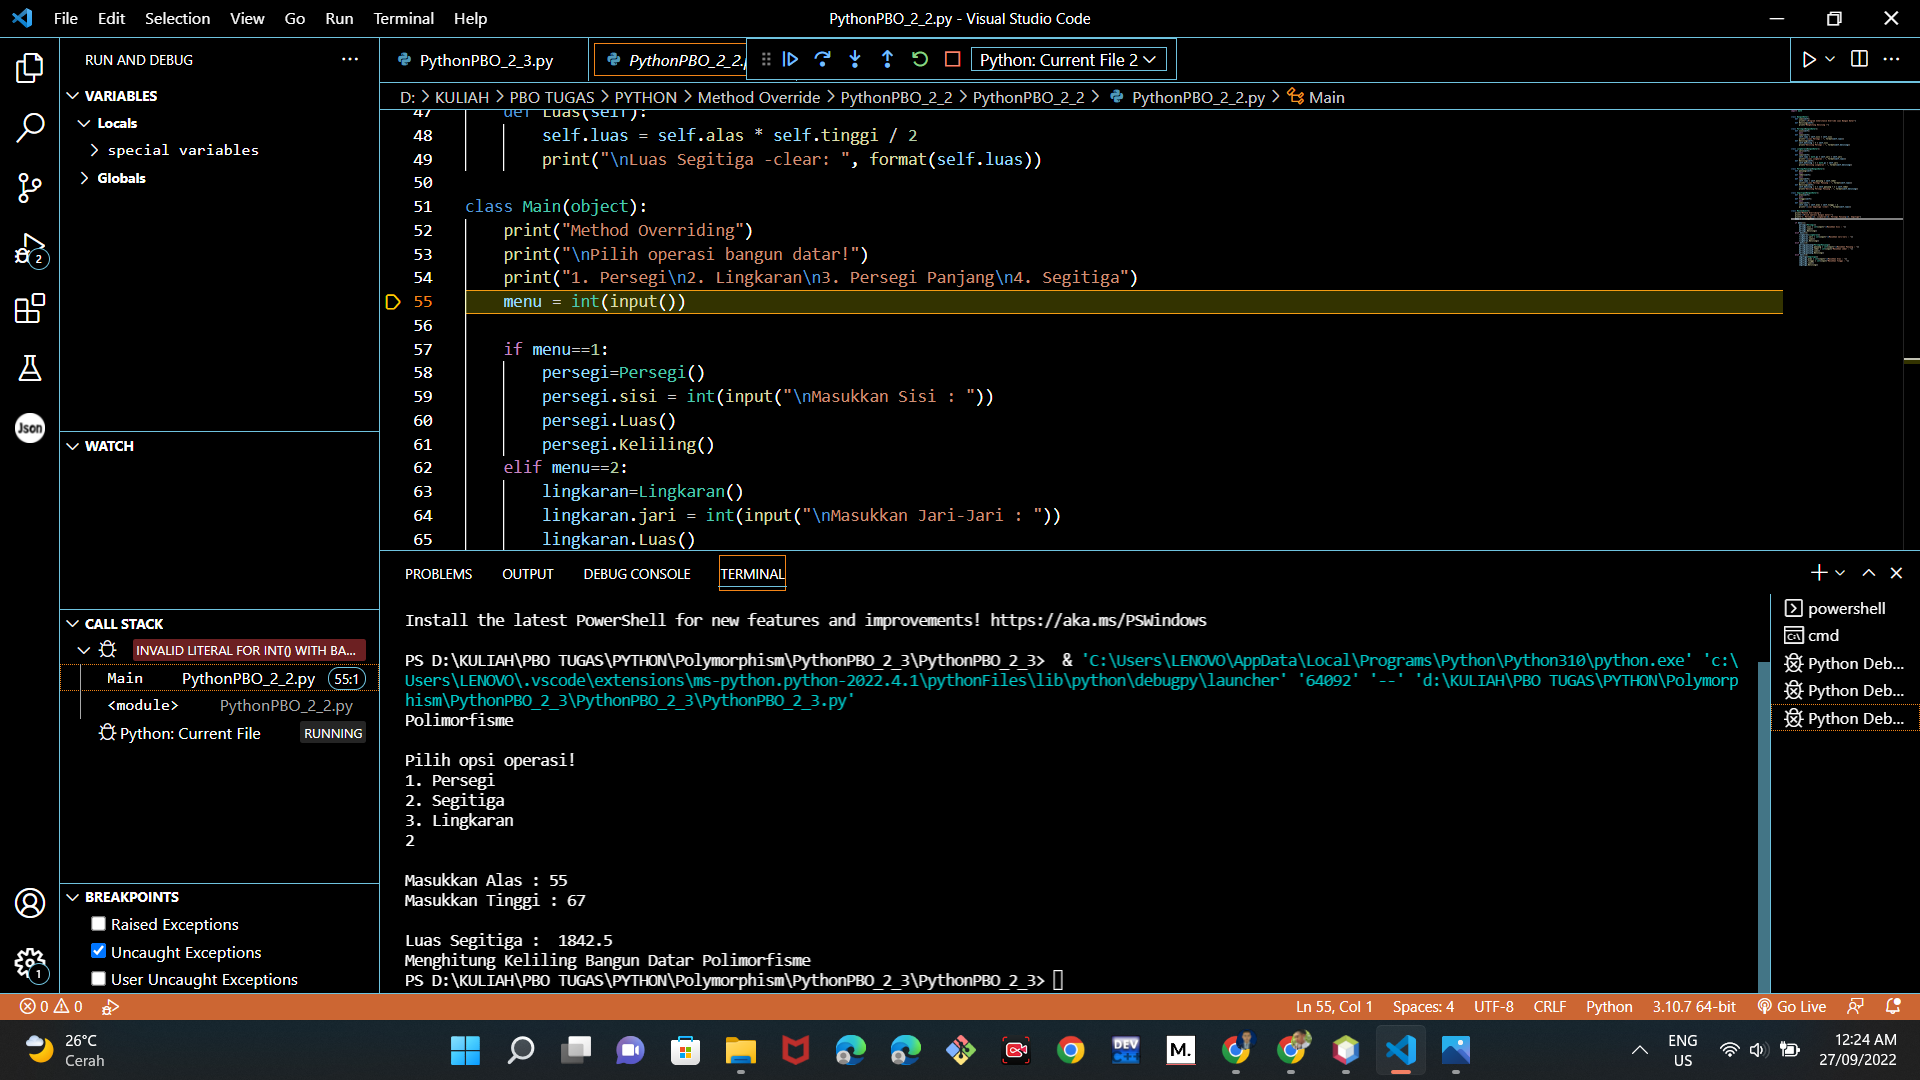 File Edit Selection View Go Run Terminal Help
PythonPBO_2_2.py - Visual Studio Code
RUN AND DEBUG
PythonPBO_2_3.py
PythonPBO_2_2.
Python: Current File 2
D: > KULIAH > PBO TUGAS > PYTHON > Method Override > PythonPBO_2_2 > PythonPBO_2_2 > PythonPBO_2_2.py > Main
VARIABLES
Locals
special variables
Globals
WATCH
CALL STACK
INVALID LITERAL FOR INT() WITH BA...
Main PythonPBO_2_2.py 55:1
<module> PythonPBO_2_2.py
Python: Current File RUNNING
BREAKPOINTS
Raised Exceptions
Uncaught Exceptions
User Uncaught Exceptions
2
Json
1
47 def Luas(self):
48 self.luas = self.alas * self.tinggi / 2
49 print("\nLuas Segitiga -clear: ", format(self.luas))
50
51 class Main(object):
52 print("Method Overriding")
53 print("\nPilih operasi bangun datar!")
54 print("1. Persegi\n2. Lingkaran\n3. Persegi Panjang\n4. Segitiga")
55 menu = int(input())
56
57 if menu==1:
58 persegi=Persegi()
59 persegi.sisi = int(input("\nMasukkan Sisi : "))
60 persegi.Luas()
61 persegi.Keliling()
62 elif menu==2:
63 lingkaran=Lingkaran()
64 lingkaran.jari = int(input("\nMasukkan Jari-Jari : "))
65 lingkaran.Luas()
PROBLEMS OUTPUT DEBUG CONSOLE TERMINAL
Install the latest PowerShell for new features and improvements! https://aka.ms/PSWindows
PS D:\KULIAH\PBO TUGAS\PYTHON\Polymorphism\PythonPBO_2_3\PythonPBO_2_3> & 'C:\Users\LENOVO\AppData\Local\Programs\Python\Python310\python.exe' 'c:\
Users\LENOVO\.vscode\extensions\ms-python.python-2022.4.1\pythonFiles\lib\python\debugpy\launcher' '64092' '--' 'd:\KULIAH\PBO TUGAS\PYTHON\Polymorp
hism\PythonPBO_2_3\PythonPBO_2_3\PythonPBO_2_3.py'
Polimorfisme
Pilih opsi operasi!
1. Persegi
2. Segitiga
3. Lingkaran
2
Masukkan Alas : 55
Masukkan Tinggi : 67
Luas Segitiga :  1842.5
Menghitung Keliling Bangun Datar Polimorfisme
PS D:\KULIAH\PBO TUGAS\PYTHON\Polymorphism\PythonPBO_2_3\PythonPBO_2_3>
powershell
cmd
Python Deb...
Python Deb...
Python Deb...
0 0
Ln 55, Col 1 Spaces: 4 UTF-8 CRLF Python 3.10.7 64-bit Go Live
26°C
Cerah
DEV
C++
M.
ENG
US
12:24 AM
27/09/2022